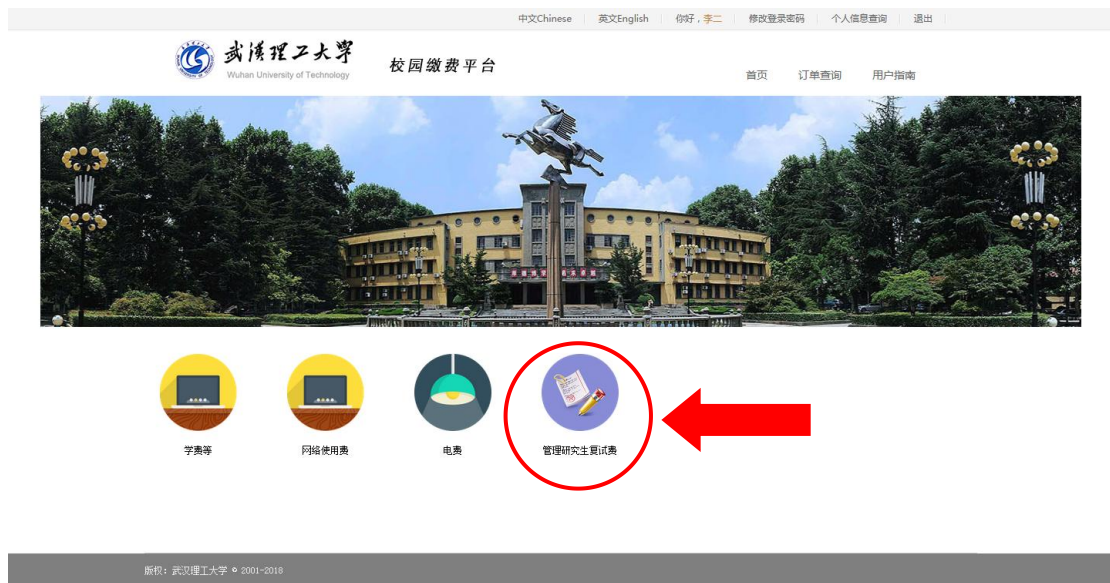 中文Chinese 英文English 你好，李二 修改登录密码 个人信息查询 退出
武汉理工大学 校园缴费平台
Wuhan University of Technology
首页 订单查询 用户指南
学费等 网络使用费 电费 管理研究生复试费
版权：武汉理工大学 © 2001-2018